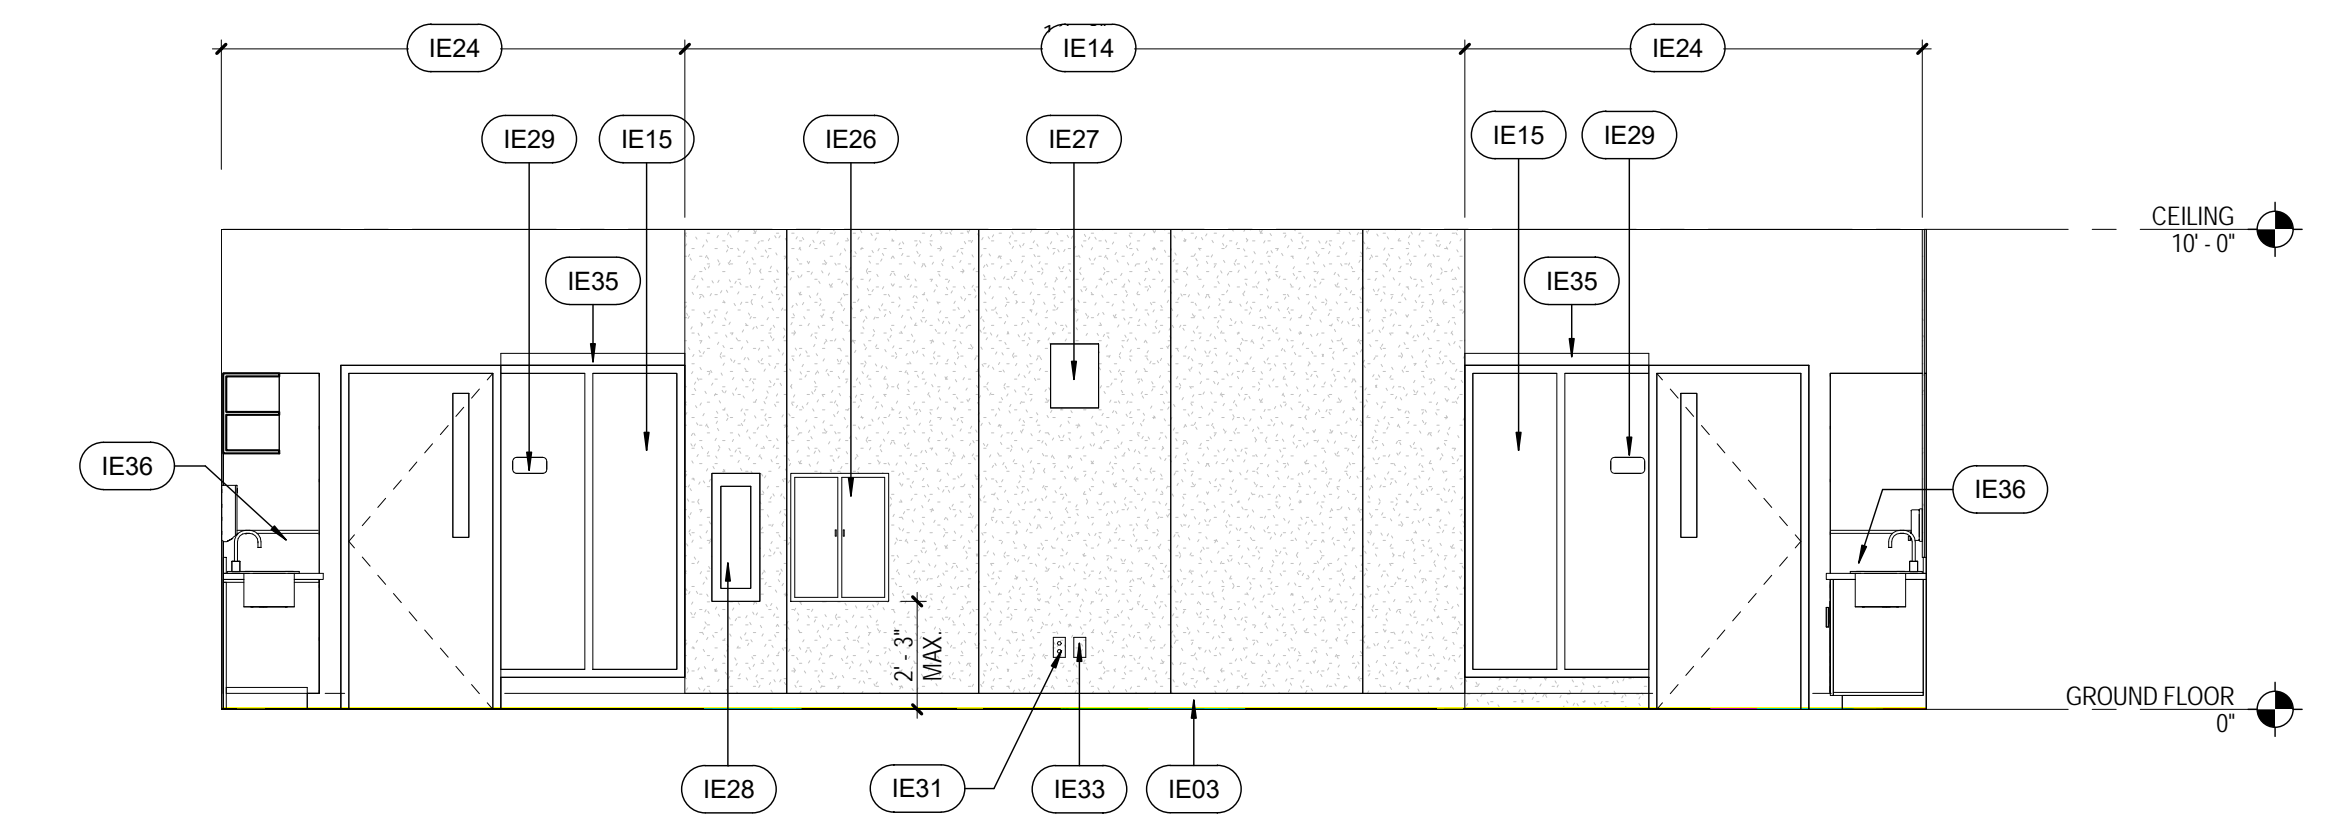 IE24
IE14
IE24
IE29
IE15
IE26
IE27
IE15
IE29
CEILING
10' - 0"
IE35
IE35
IE36
IE36
2' - 3"
MAX.
GROUND FLOOR
0"
IE28
IE31
IE33
IE03